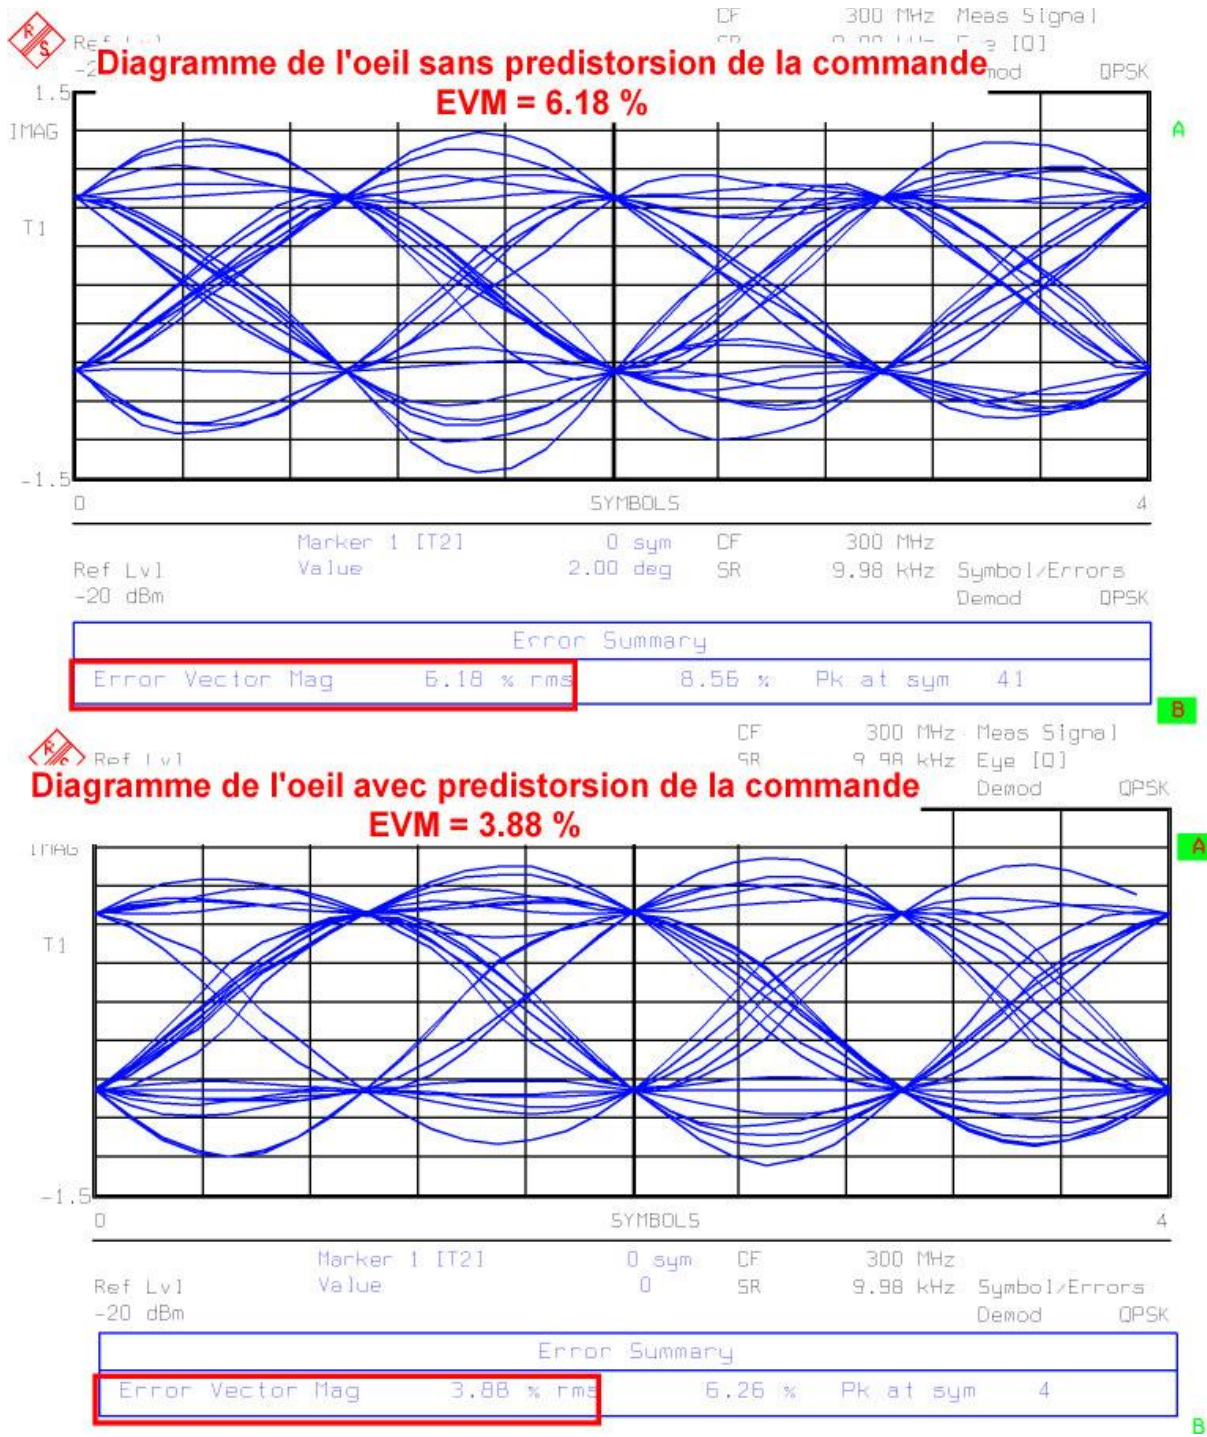 R
S
CF 300 MHz Meas Signal
Eye [Q]
Diagramme de l'oeil sans predistorsion de la commande
QPSK
EVM = 6.18 %
1.5
IMAG
A
T1
-1.5
0 SYMBOLS 4
Marker 1 [T2] 0 sym CF 300 MHz
Ref Lvl Value 2.00 deg SR 9.98 kHz Symbol/Errors
-20 dBm Demod QPSK
Error Summary
Error Vector Mag 6.18 % rms 8.56 % Pk at sym 41
B
CF 300 MHz Meas Signal
Ref Lvl SR 9.98 kHz Eye [Q]
Diagramme de l'oeil avec predistorsion de la commande
Demod QPSK
EVM = 3.88 %
IMAG
A
T1
-1.5
0 SYMBOLS 4
Marker 1 [T2] 0 sym CF 300 MHz
Ref Lvl Value 0 SR 9.98 kHz Symbol/Errors
-20 dBm Demod QPSK
Error Summary
Error Vector Mag 3.88 % rms 6.26 % Pk at sym 4
B